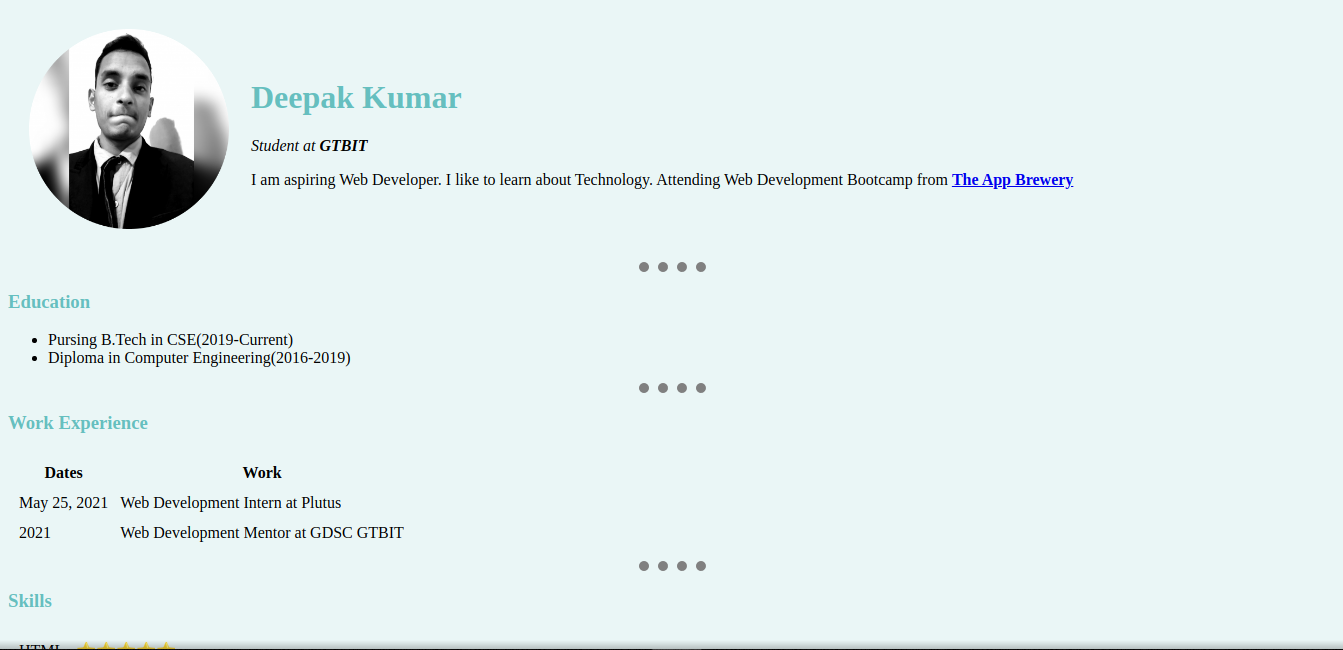 Deepak Kumar
Student at GTBIT
I am aspiring Web Developer. I like to learn about Technology. Attending Web Development Bootcamp from The App Brewery
Education
Pursing B.Tech in CSE(2019-Current)
Diploma in Computer Engineering(2016-2019)
Work Experience
Dates Work
May 25, 2021 Web Development Intern at Plutus
2021 Web Development Mentor at GDSC GTBIT
Skills
HTML